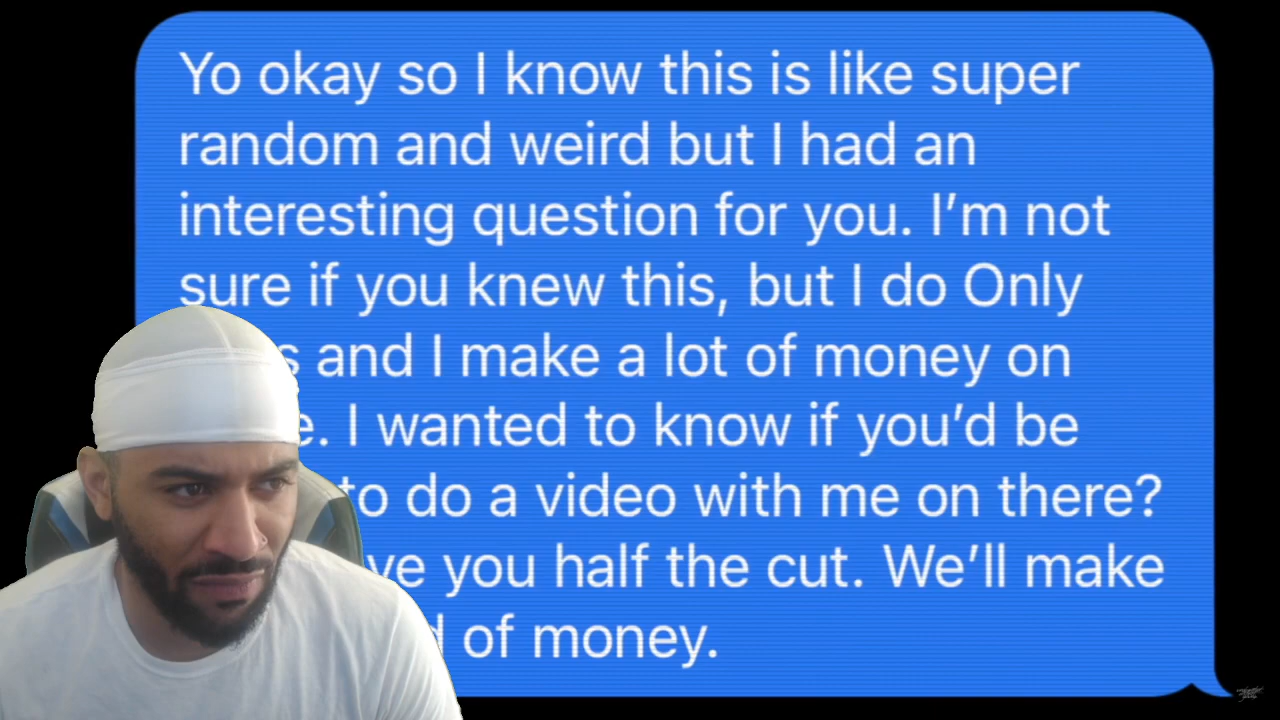 Yo okay so I know this is like super
random and weird but I had an
interesting question for you. I’m not
sure if you knew this, but I do Only
and I make a lot of money on
I wanted to know if you’d be
to do a video with me on there?
you half the cut. We’ll make
of money.